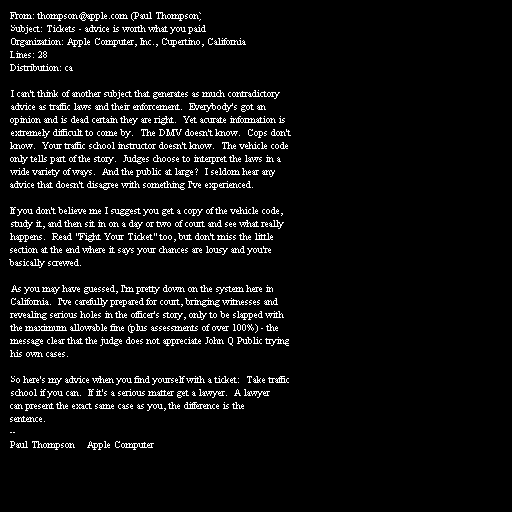 From: thompson@apple.com (Paul Thompson)
Subject: Tickets - advice is worth what you paid
Organization: Apple Computer, Inc., Cupertino, California
Lines: 28
Distribution: ca

I can't think of another subject that generates as much contradictory
advice as traffic laws and their enforcement.  Everybody's got an
opinion and is dead certain they are right.  Yet acurate information is
extremely difficult to come by.  The DMV doesn't know.  Cops don't
know.  Your traffic school instructor doesn't know.  The vehicle code
only tells part of the story.  Judges choose to interpret the laws in a
wide variety of ways.  And the public at large?  I seldom hear any
advice that doesn't disagree with something I've experienced.

If you don't believe me I suggest you get a copy of the vehicle code,
study it, and then sit in on a day or two of court and see what really
happens.  Read "Fight Your Ticket" too, but don't miss the little
section at the end where it says your chances are lousy and you're
basically screwed.

As you may have guessed, I'm pretty down on the system here in
California.  I've carefully prepared for court, bringing witnesses and
revealing serious holes in the officer's story, only to be slapped with
the maximum allowable fine (plus assessments of over 100%) - the
message clear that the judge does not appreciate John Q Public trying
his own cases.

So here's my advice when you find yourself with a ticket:  Take traffic
school if you can.  If it's a serious matter get a lawyer.  A lawyer
can present the exact same case as you, the difference is the
sentence.
--
Paul Thompson    Apple Computer